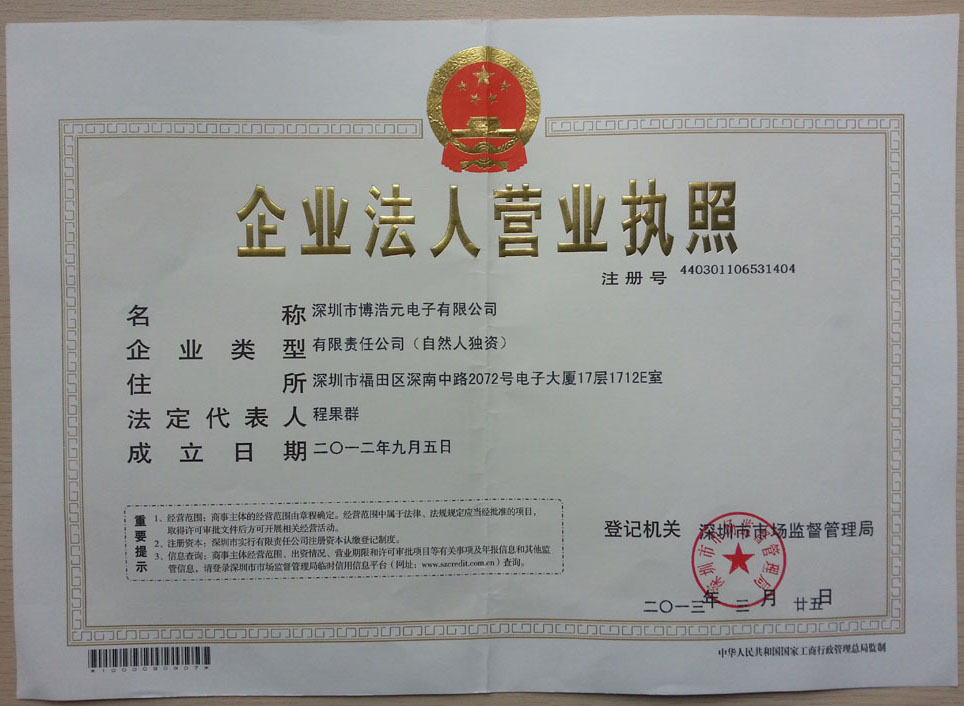 企业法人营业执照
注册号 440301106531404
名称 深圳市博浩元电子有限公司
企业类型 有限责任公司（自然人独资）
住所 深圳市福田区深南中路2072号电子大厦17层1712E室
法定代表人 程果群
成立日期 二〇一二年九月五日
重要提示
1、经营范围：商事主体的经营范围由章程确定。经营范围中属于法律、法规规定应当经批准的项目，
取得许可审批文件后方可开展相关经营活动。
2、注册资本：深圳市实行有限责任公司注册资本认缴登记制度。
3、信息查询：商事主体经营范围、出资情况、营业期限和许可审批项目等有关事项及年报信息和其他监
管信息，请登录深圳市市场监督管理局临时信用信息平台（网址：www.szcredit.com.cn）查询。
登记机关 深圳市市场监督管理局
深圳市市场监督管理局
二〇一三年三月廿五日
*1000080907*
中华人民共和国国家工商行政管理总局监制